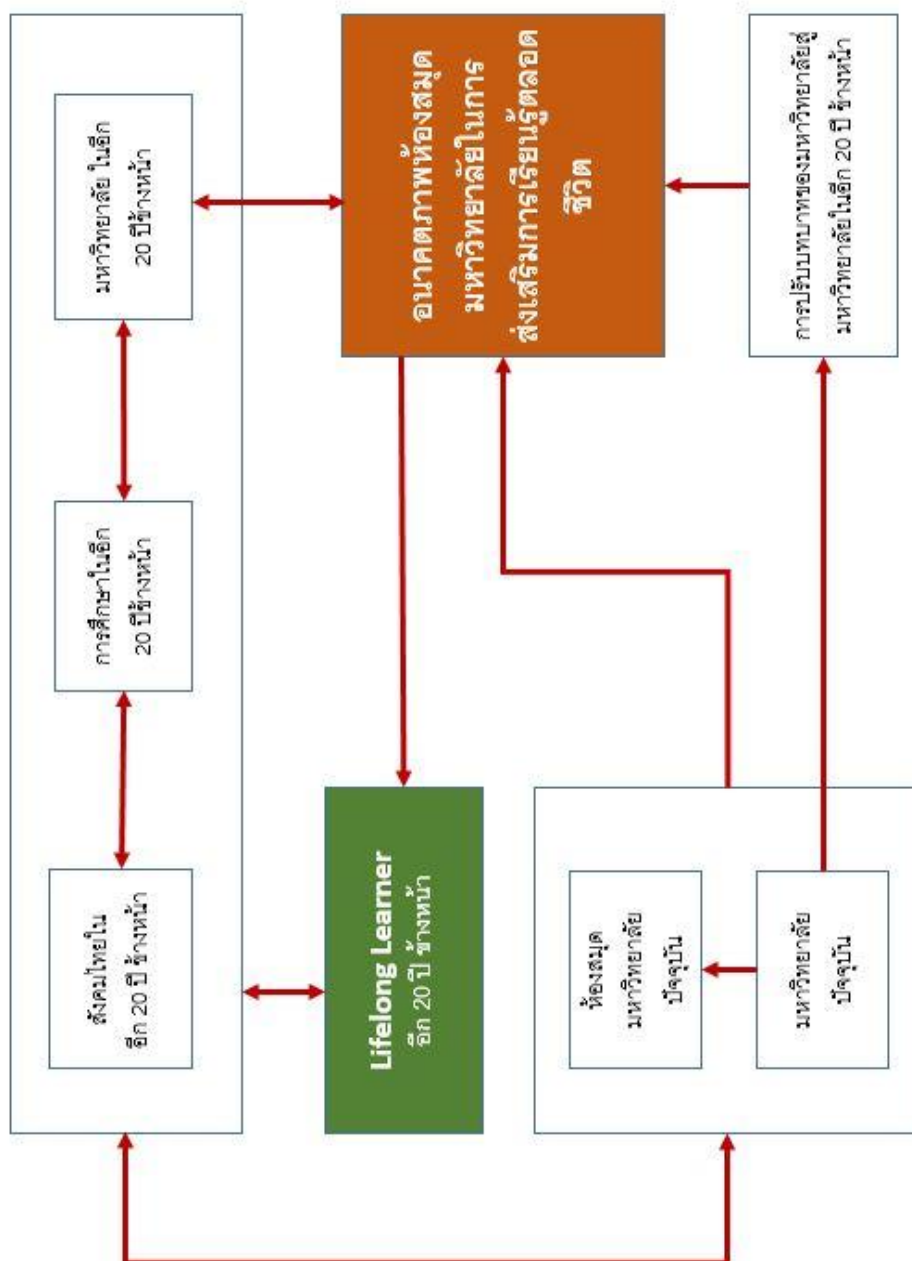 สังคมไทยใน
อีก 20 ปี ข้างหน้า
การศึกษาในอีก
20 ปีข้างหน้า
มหาวิทยาลัย ในอีก
20 ปีข้างหน้า
Lifelong Learner
อีก 20 ปี ข้างหน้า
อนาคตภาพห้องสมุด
มหาวิทยาลัยในการ
ส่งเสริมการเรียนรู้ตลอด
ชีวิต
ห้องสมุด
มหาวิทยาลัย
ปัจจุบัน
มหาวิทยาลัย
ปัจจุบัน
การปรับบทบาทของมหาวิทยาลัยสู่
มหาวิทยาลัยในอีก 20 ปี ข้างหน้า